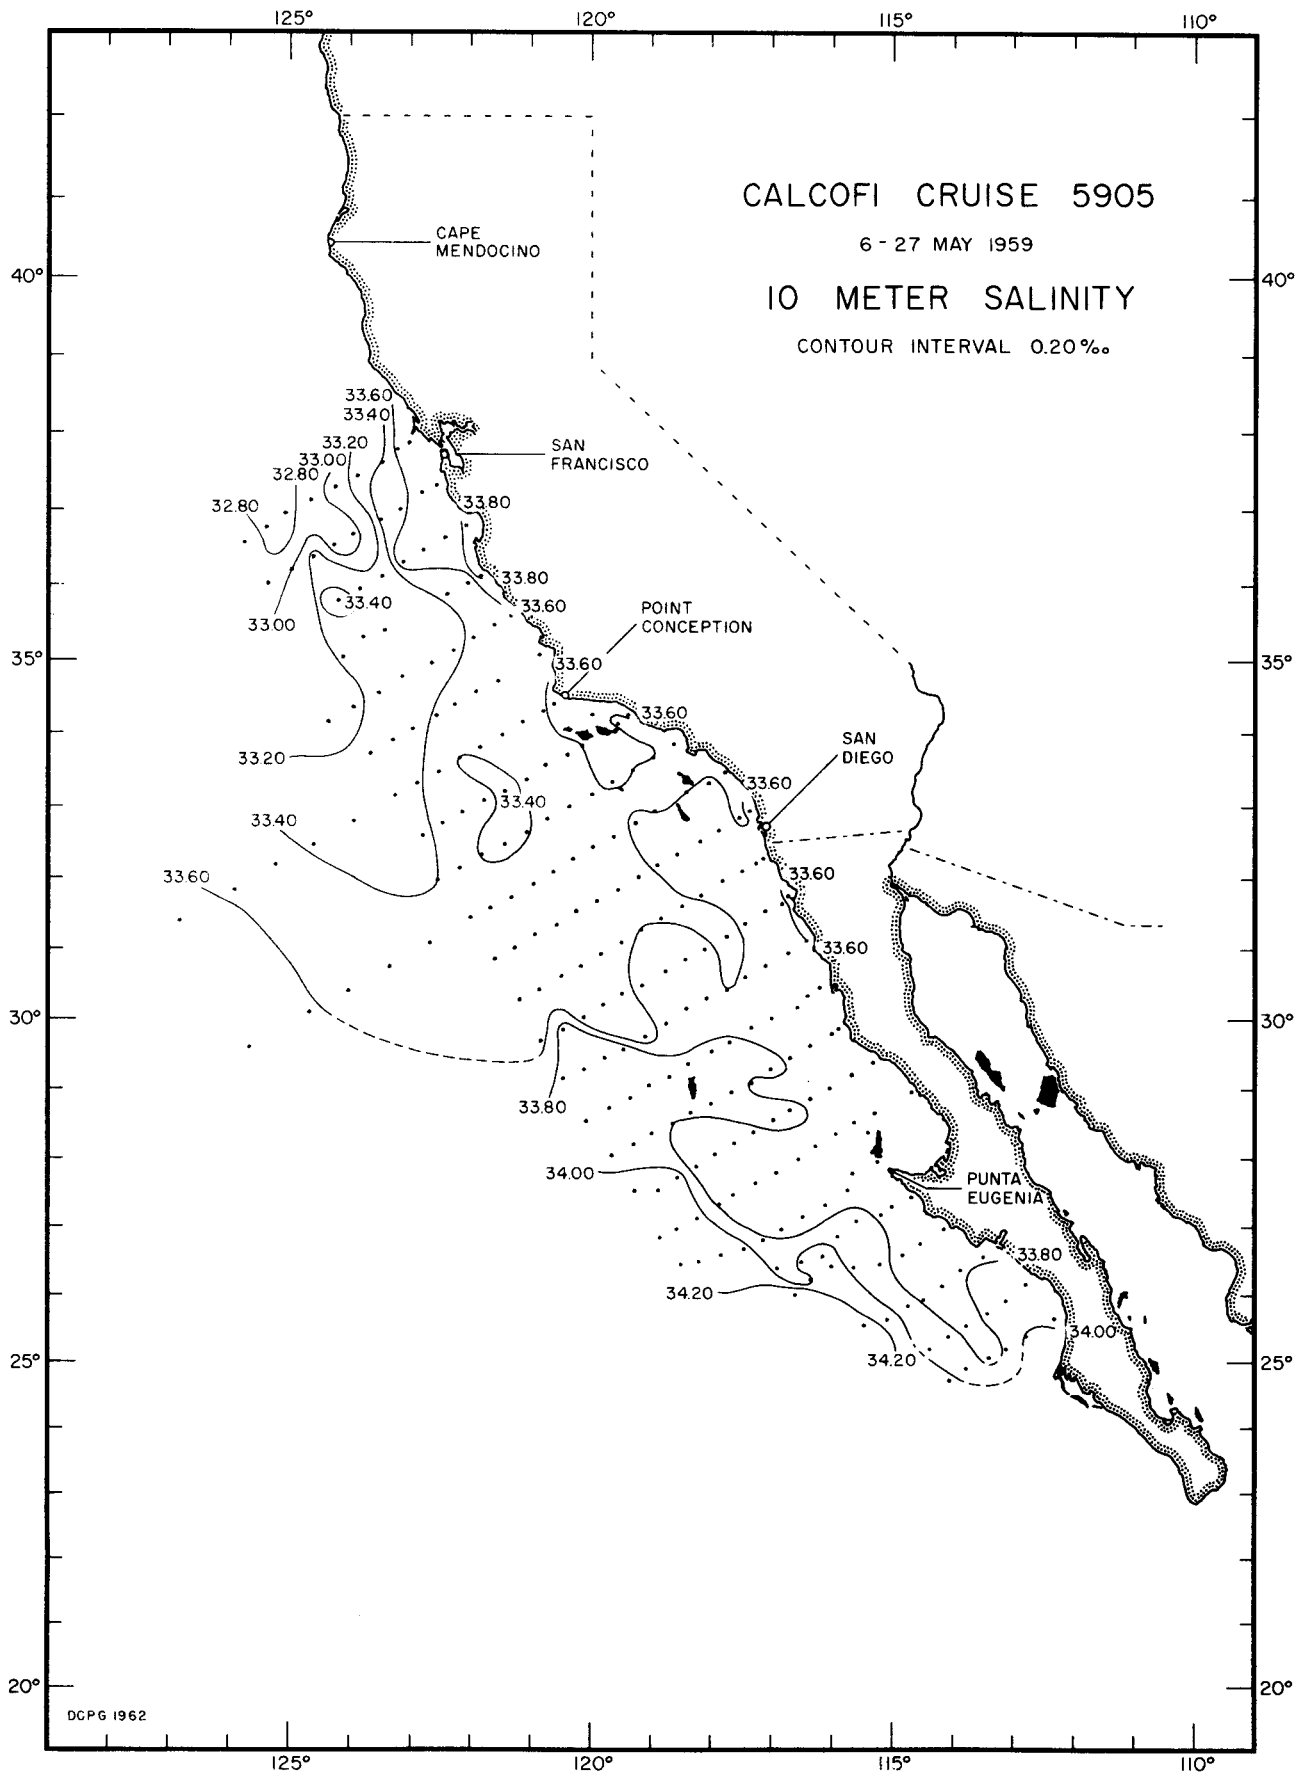 125° 120° 115° 110°
CALCOFI CRUISE 5905
6 - 27 MAY 1959
10 METER SALINITY
CONTOUR INTERVAL 0.20‰
CAPE
MENDOCINO
40° 40°
33.60
33.40
33.20
33.00
32.80
32.80
SAN
FRANCISCO
33.80
33.80
33.60
33.40
33.00
POINT
CONCEPTION
35° 35°
33.60
33.60
SAN
DIEGO
33.20
33.60
33.40
33.40
33.60
33.60
33.60
30° 30°
33.80
34.00
PUNTA
EUGENIA
33.80
34.20
34.00
34.20
25° 25°
20° 20°
DCPG 1962
125° 120° 115° 110°